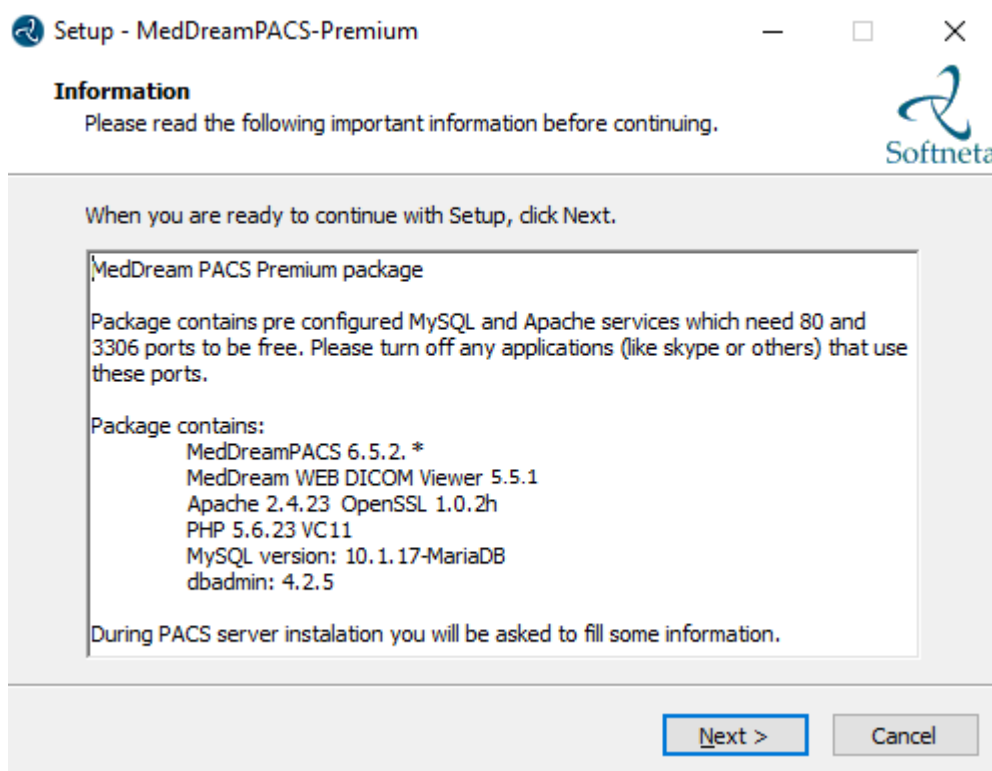 Setup - MedDreamPACS-Premium
Information
Please read the following important information before continuing.
Softneta
When you are ready to continue with Setup, click Next.
MedDream PACS Premium package
Package contains pre configured MySQL and Apache services which need 80 and
3306 ports to be free. Please turn off any applications (like skype or others) that use
these ports.
Package contains:
MedDreamPACS 6.5.2. *
MedDream WEB DICOM Viewer 5.5.1
Apache 2.4.23 OpenSSL 1.0.2h
PHP 5.6.23 VC11
MySQL version: 10.1.17-MariaDB
dbadmin: 4.2.5
During PACS server instalation you will be asked to fill some information.
Next >
Cancel